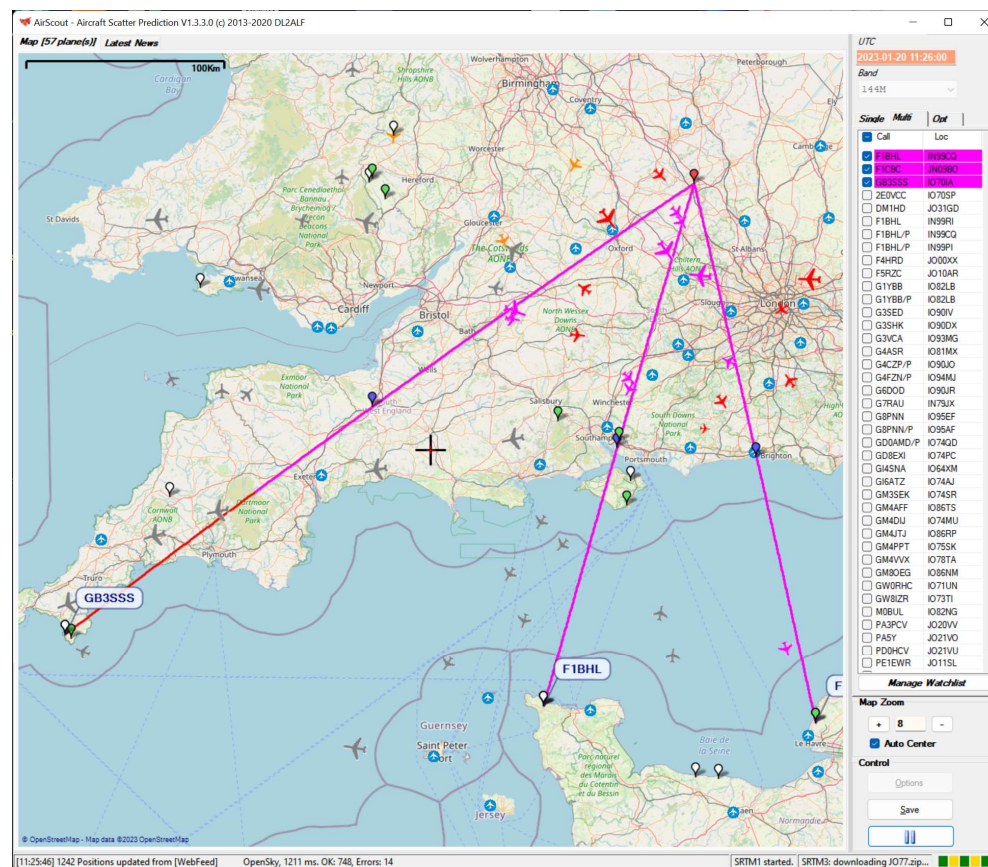 AirScout - Aircraft Scatter Prediction V1.3.3.0 (c) 2013-2020 DL2ALF
Map [57 plane(s)] Latest News
100Km
Cardigan
Bay
Shropshire
Hills AONB
Wolverhampton
Birmingham
Coventry
Peterborough
Ely
Worcester
Cambridge
Hereford
Parc Cenedlaethol
Bannau
Brycheiniog /
Brecon
Beacons
National
Park
St Davids
Gloucester
The Cotswolds
AONB
Oxford
St Albans
Chiltern
Hills AONB
Swansea
Newport
Cardiff
Bristol
Bath
North Wessex
Downs
AONB
Slough
London
Wells
Exmoor
National
Park
South
West England
Salisbury
Winchester
South Downs
National
Park
Southampton
Portsmouth
Brighton
Exeter
Cornwall
AONB
Dartmoor
National
Park
Plymouth
Truro
GB3SSS
F1BHL
F
Guernsey
Saint Peter
Port
Jersey
Parc naturel
régional
des Marais
du Cotentin
et du Bessin
Baie de
la Seine
Le Havre
Caen
Normandie
© OpenStreetMap - Map data ©2023 OpenStreetMap
UTC
2023-01-20 11:26:00
Band
144M
Single Multi Opt
Call Loc
F1BHL IN99CQ
F1CBC JN09BO
GB3SSS IO70IA
2E0VCC IO70SP
DM1HD JO31GD
F1BHL IN99RI
F1BHL/P IN99CQ
F1BHL/P IN99PI
F4HRD JO00XX
F5RZC JO10AR
G1YBB IO82LB
G1YBB/P IO82LB
G3SED IO90IV
G3SHK IO90DX
G3VCA IO93MG
G4ASR IO81MX
G4CZP/P IO90JO
G4FZN/P IO94MJ
G6DOD IO90JR
G7RAU IN79JX
G8PNN IO95EF
G8PNN/P IO95AF
GD0AMD/P IO74QD
GD8EXI IO74PC
GI4SNA IO64XM
GI6ATZ IO74AJ
GM3SEK IO74SR
GM4AFF IO86TS
GM4DIJ IO74MU
GM4JTJ IO86RP
GM4PPT IO75SK
GM4VVX IO78TA
GM8OEG IO86NM
GW0RHC IO71UN
GW8IZR IO73TI
M0BUL IO82NG
PA3PCV JO20VV
PA5Y JO21VO
PD0HCV JO21VU
PE1EWR JO11SL
Manage Watchlist
Map Zoom
+ 8 -
Auto Center
Control
Options
Save
[11:25:46] 1242 Positions updated from [WebFeed] OpenSky, 1211 ms. OK: 748, Errors: 14 SRTM1 started. SRTM3: downloading JO77.zip...